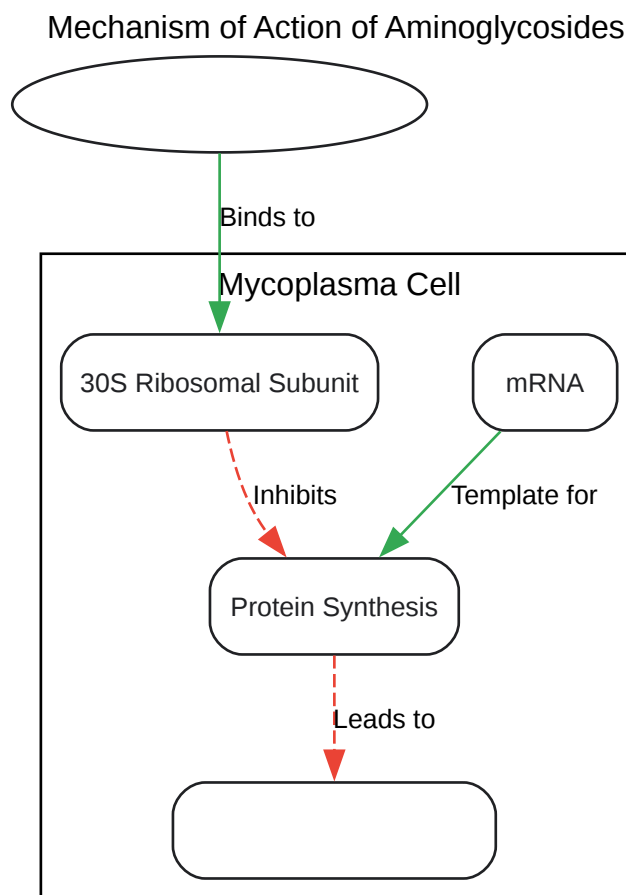 Mechanism of Action of Aminoglycosides
Binds to
Mycoplasma Cell
30S Ribosomal Subunit
mRNA
Inhibits
Template for
Protein Synthesis
Leads to